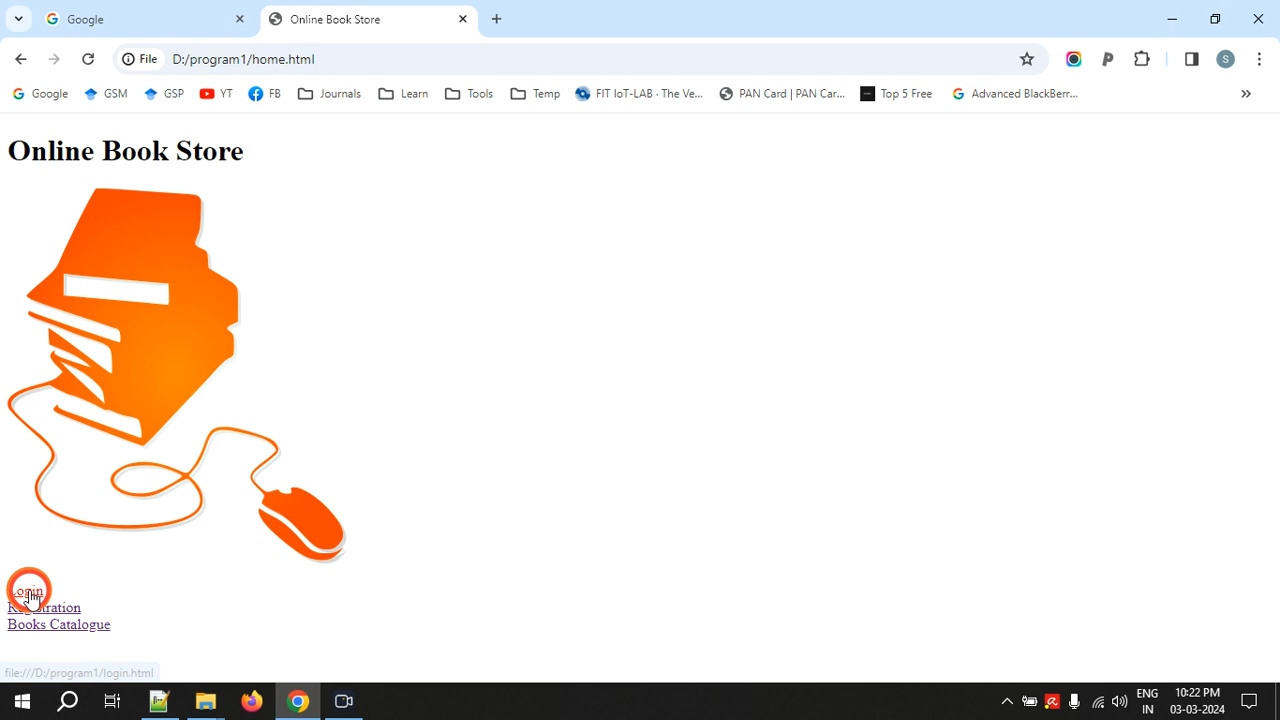 Google
Online Book Store
File
D:/program1/home.html
S
Google
GSM
GSP
YT
FB
Journals
Learn
Tools
Temp
FIT IoT-LAB · The Ve...
PAN Card | PAN Car...
Top 5 Free
Advanced BlackBerr...
Online Book Store
Login
Registration
Books Catalogue
file:///D:/program1/login.html
ENG
IN
10:22 PM
03-03-2024